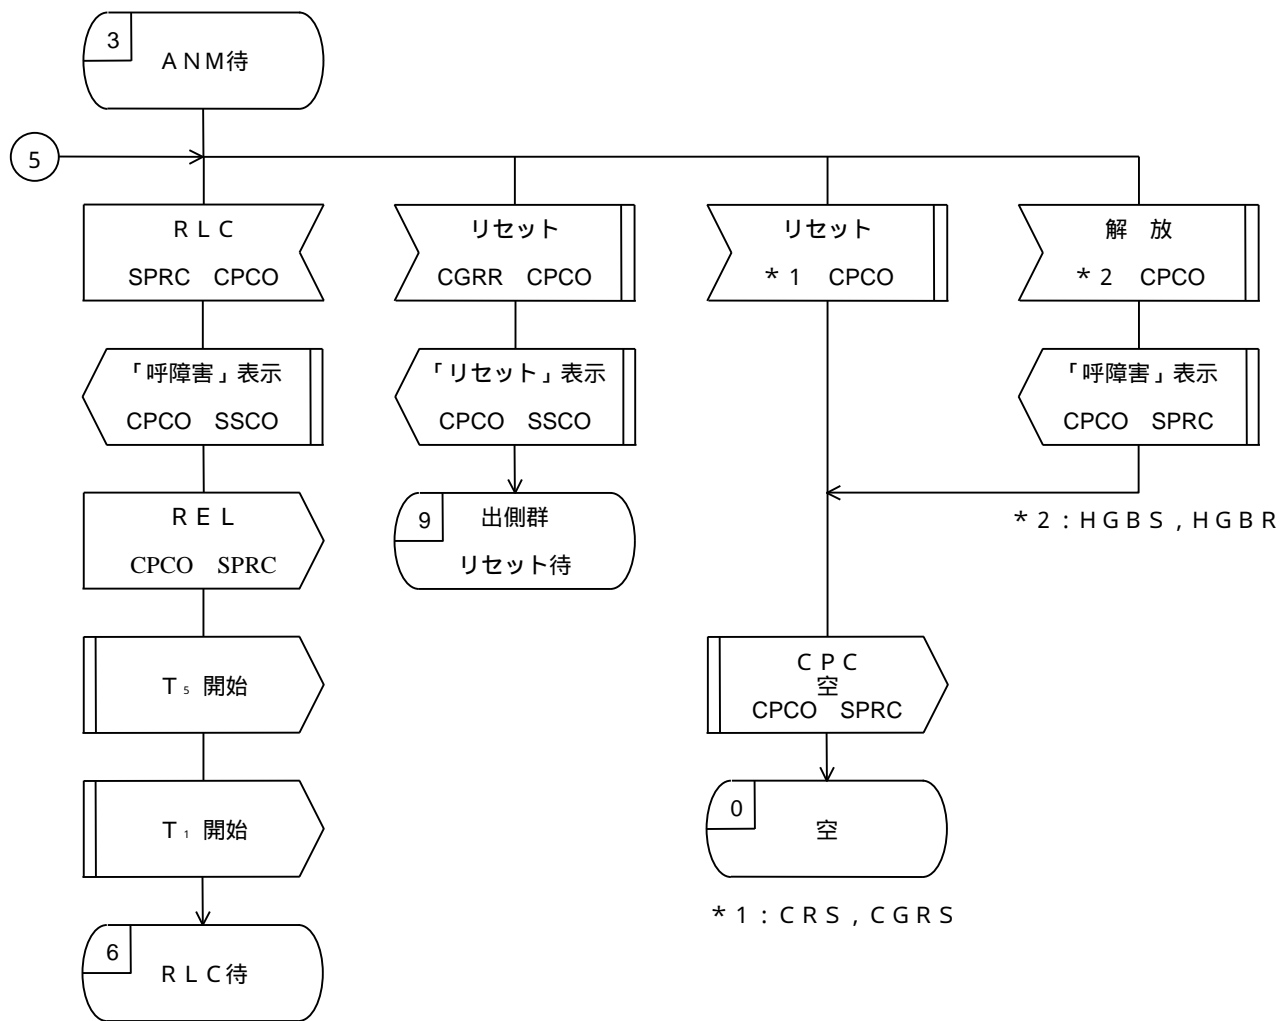 3
ＡＮＭ待
5
ＲＬＣ
SPRC CPCO
リセット
CGRR CPCO
リセット
＊１ CPCO
解 放
＊２ CPCO
「呼障害」表示
CPCO SSCO
「リセット」表示
CPCO SSCO
「呼障害」表示
CPCO SPRC
ＲＥＬ
CPCO SPRC
9
出側群
リセット待
＊２：ＨＧＢＳ，ＨＧＢＲ
Ｔ₅ 開始
ＣＰＣ
空
CPCO SPRC
Ｔ₁ 開始
0
空
＊１：ＣＲＳ，ＣＧＲＳ
6
ＲＬＣ待